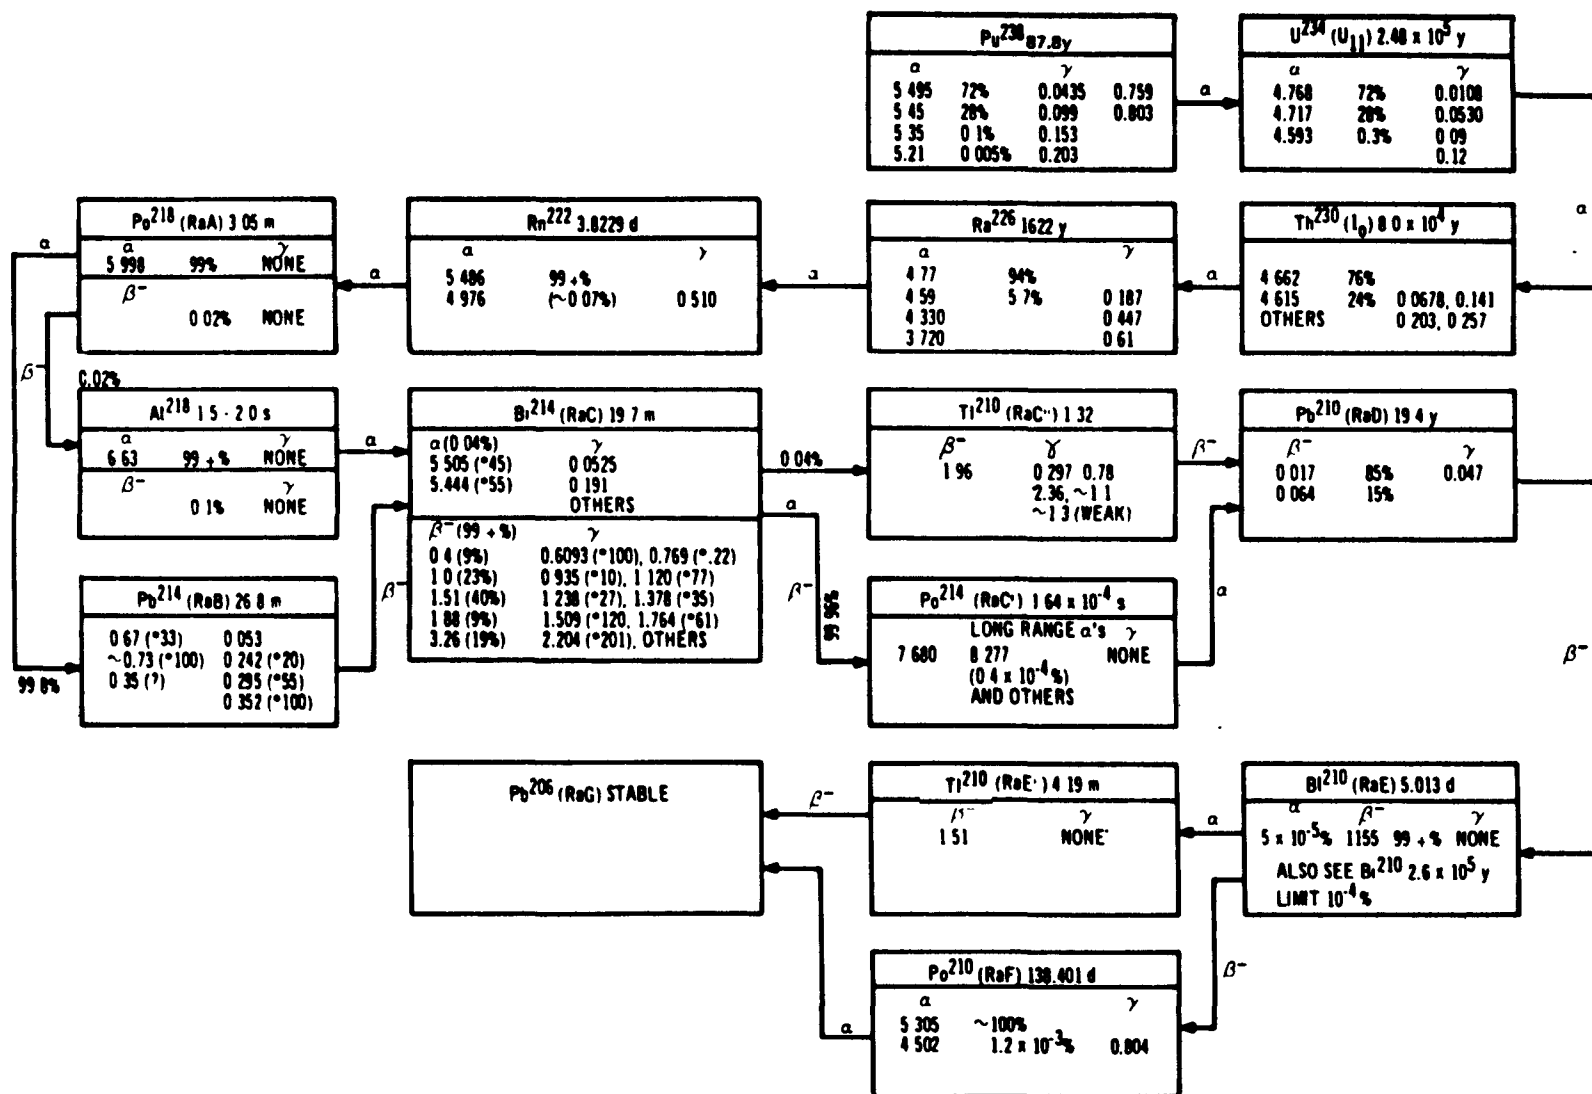 Pu238 87.8y
α γ
5 495 72% 0.0435 0.759
5 45 28% 0.099 0.803
5 35 0 1% 0.153
5.21 0 005% 0.203
α
U234 (U11) 2.48 x 10^5 y
α γ
4.768 72% 0.0108
4.717 28% 0.0530
4.593 0.3% 0 09
0.12
α
Po218 (RaA) 3 05 m
α γ
5 998 99% NONE
β-
0 02% NONE
α
α
Rn222 3.8229 d
α γ
5 486 99 +%
4 976 (~0 07%) 0 510
α
Ra226 1622 y
α γ
4 77 94%
4 59 5 7% 0 187
4 330 0 447
3 720 0 61
α
Th230 (Io) 8 0 x 10^4 y
4 662 76%
4 615 24% 0 0678, 0 141
OTHERS 0 203, 0 257
β-
0.02%
At218 1 5 - 2 0 s
α γ
6 63 99 +% NONE
β- γ
0 1% NONE
α
Bi214 (RaC) 19 7 m
α (0 04%) γ
5 505 (*45) 0 0525
5.444 (*55) 0 191
OTHERS
β- (99 + %) γ
0 4 (9%) 0.6093 (*100), 0.769 (*.22)
1 0 (23%) 0 935 (*10), 1 120 (*77)
1.51 (40%) 1 238 (*27), 1.378 (*35)
1 88 (9%) 1.509 (*120, 1.764 (*61)
3.26 (19%) 2.204 (*201), OTHERS
0 04%
α
β-
99 96%
Tl210 (RaC'') 1 32
β- γ
1 96 0 297 0.78
2.36, ~1 1
~1 3 (WEAK)
β-
Pb210 (RaD) 19 4 y
β- γ
0 017 85% 0.047
0 064 15%
Pb214 (RaB) 26 8 m
0 67 (*33) 0 053
~0.73 (*100) 0 242 (*20)
0 35 (?) 0 295 (*55)
0 352 (*100)
99 8%
β-
Po214 (RaC') 1 64 x 10^-4 s
LONG RANGE α's γ
7 680 8 277 NONE
(0 4 x 10^-4 %)
AND OTHERS
α
β-
Pb206 (RaG) STABLE
β-
Tl210 (RaE') 4 19 m
β- γ
1 51 NONE
α
Bi210 (RaE) 5.013 d
α β- γ
5 x 10^-5% 1155 99 + % NONE
ALSO SEE Bi210 2.6 x 10^5 y
LIMIT 10^-4 %
β-
α
Po210 (RaF) 138.401 d
α γ
5 305 ~100%
4 502 1.2 x 10^-3% 0.804